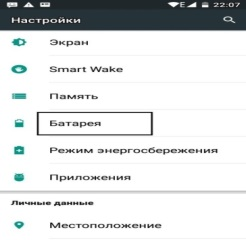 22:07
Настройки
Экран
Smart Wake
Память
Батарея
Режим энергосбережения
Приложения
Личные данные
Местоположение